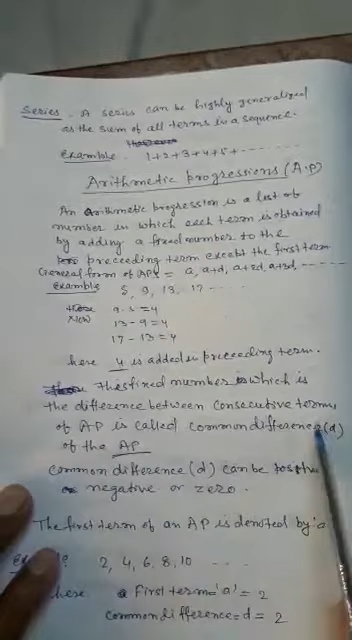 Series. A series can be highly generalized
as the sum of all terms in a sequence.
Example. 1+2+3+4+5+ - - - - - - -
Arithmetic progressions (A.P)
An Arithmetic progression is a list of
number in which each term is obtained
by adding a fixed number to the
preceeding term except the first term
General form of APs = a, a+d, a+2d, a+3d, - - - - -
Example 5, 9, 13, 17 - - - -
9-5=4
Now 13-9=4
17-13=4
here 4 is added in preceeding term.
the fixed number which is
the difference between consecutive terms
of AP is called common difference (d)
of the AP
common difference (d) can be positive
negative or zero.
The first term of an AP is denoted by 'a
2, 4, 6, 8, 10 ...
here First term 'a' = 2
common difference = d = 2